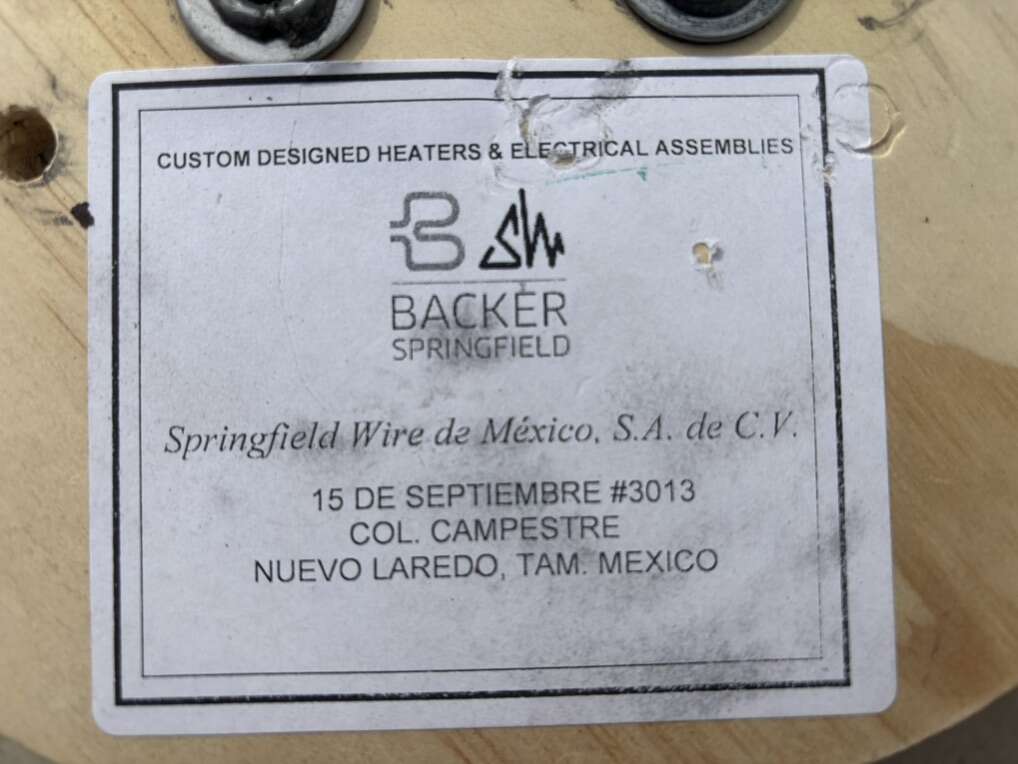 CUSTOM DESIGNED HEATERS & ELECTRICAL ASSEMBLIES
B SW
BACKER
SPRINGFIELD
Springfield Wire de México, S.A. de C.V.
15 DE SEPTIEMBRE #3013
COL. CAMPESTRE
NUEVO LAREDO, TAM. MEXICO